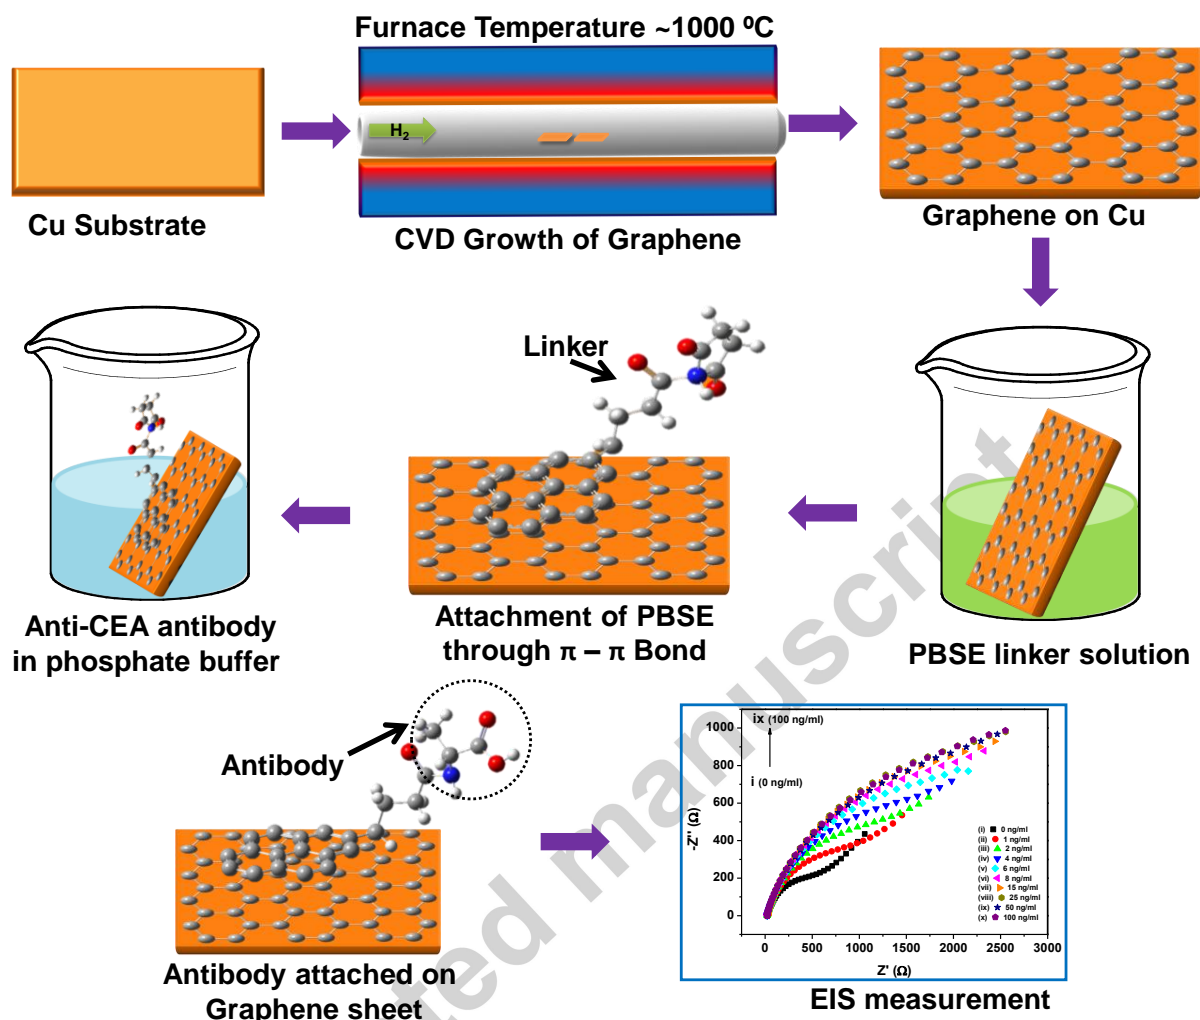 Furnace Temperature ~1000 ⁰C
H₂
Cu Substrate
CVD Growth of Graphene
Graphene on Cu
Linker
Anti-CEA antibody
in phosphate buffer
Attachment of PBSE
through π – π Bond
PBSE linker solution
Antibody
Antibody attached on
Graphene sheet
ix (100 ng/ml)
i (0 ng/ml)
-Z'' (Ω)
1000
800
600
400
200
0
(i) 0 ng/ml
(ii) 1 ng/ml
(iii) 2 ng/ml
(iv) 4 ng/ml
(v) 6 ng/ml
(vi) 8 ng/ml
(vii) 15 ng/ml
(viii) 25 ng/ml
(ix) 50 ng/ml
(x) 100 ng/ml
0 500 1000 1500 2000 2500 3000
Z' (Ω)
EIS measurement
ted manuscript